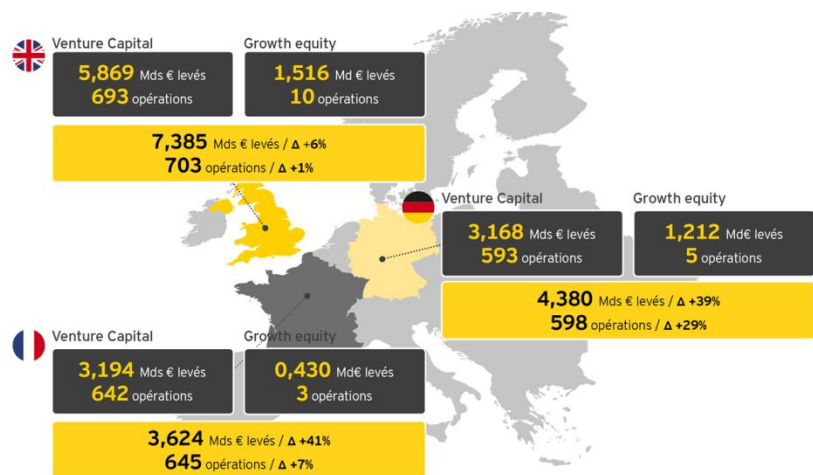 Venture Capital
Growth equity
5,869 Mds € levés
693 opérations
1,516 Md € levés
10 opérations
7,385 Mds € levés / Δ +6%
703 opérations / Δ +1%
Venture Capital
Growth equity
3,168 Mds € levés
593 opérations
1,212 Md€ levés
5 opérations
4,380 Mds € levés / Δ +39%
598 opérations / Δ +29%
Venture Capital
Growth equity
3,194 Mds € levés
642 opérations
0,430 Md€ levés
3 opérations
3,624 Mds € levés / Δ +41%
645 opérations / Δ +7%